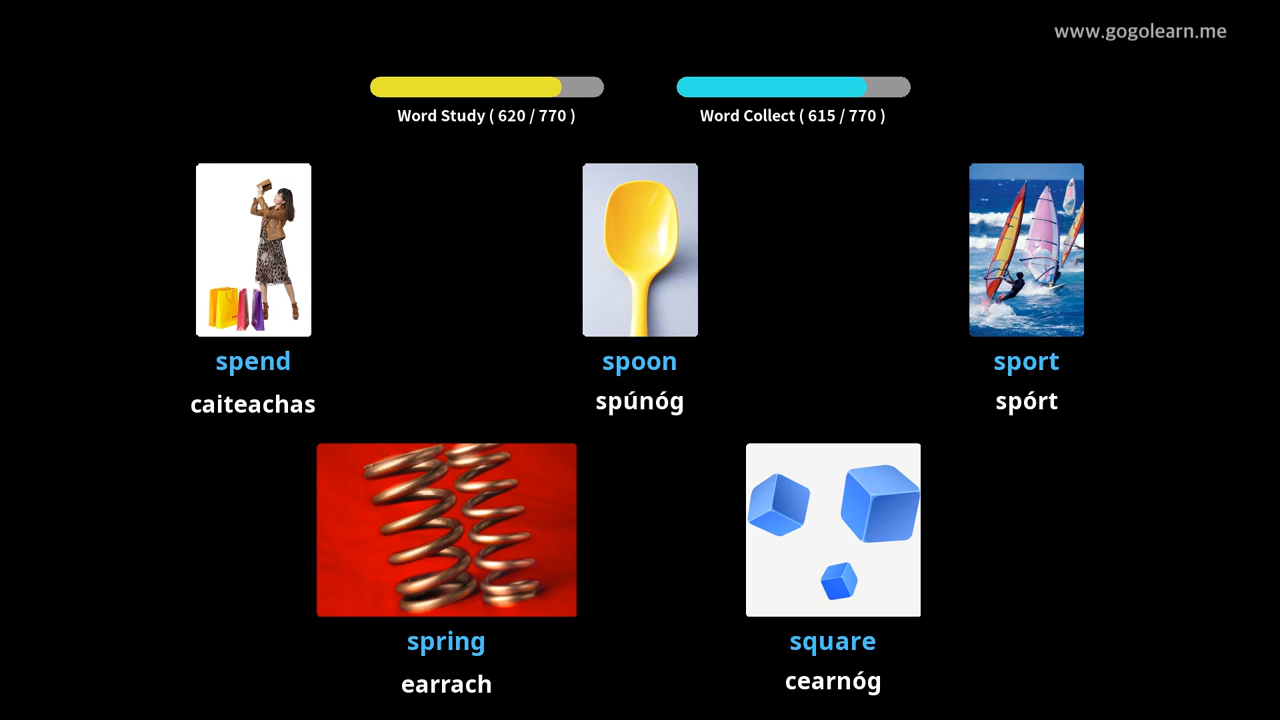 www.gogolearn.me
Word Study ( 620 / 770 )
Word Collect ( 615 / 770 )
spend
spoon
sport
caiteachas
spúnóg
spórt
spring
square
earrach
cearnóg